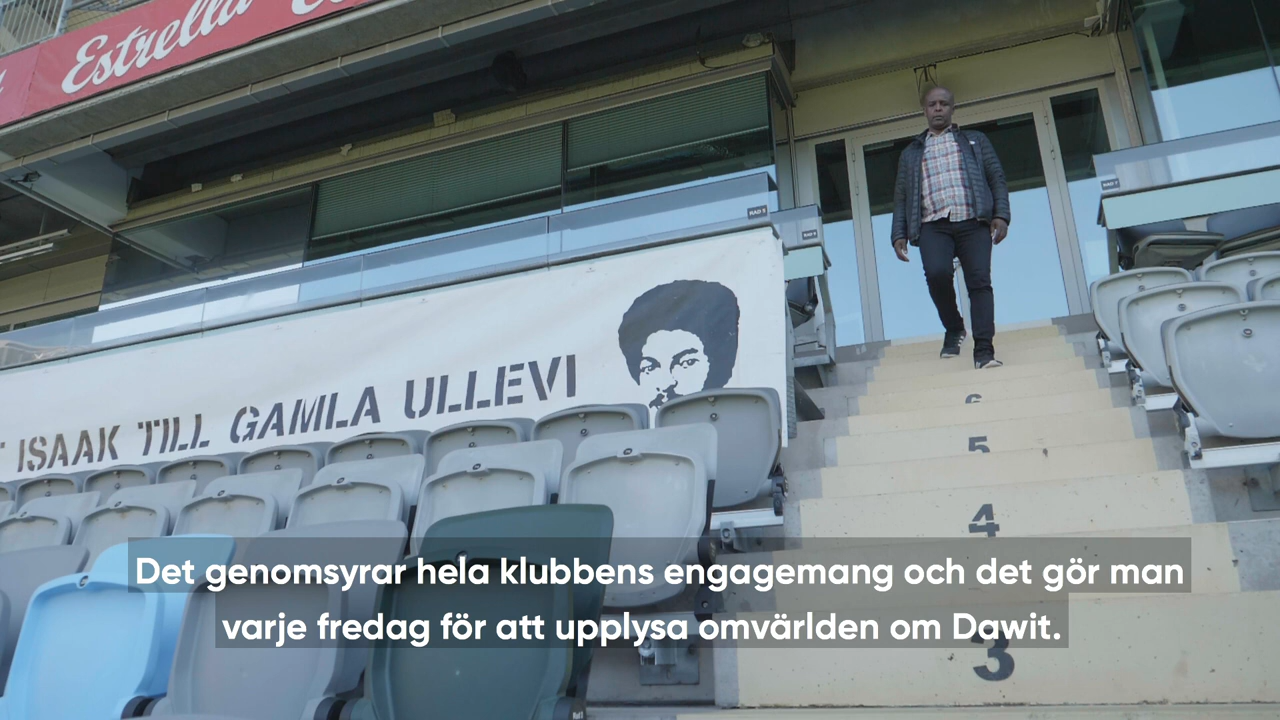 Estrella
ISAAK TILL GAMLA ULLEVI
6
5
4
3
Det genomsyrar hela klubbens engagemang och det gör man
varje fredag för att upplysa omvärlden om Dawit.